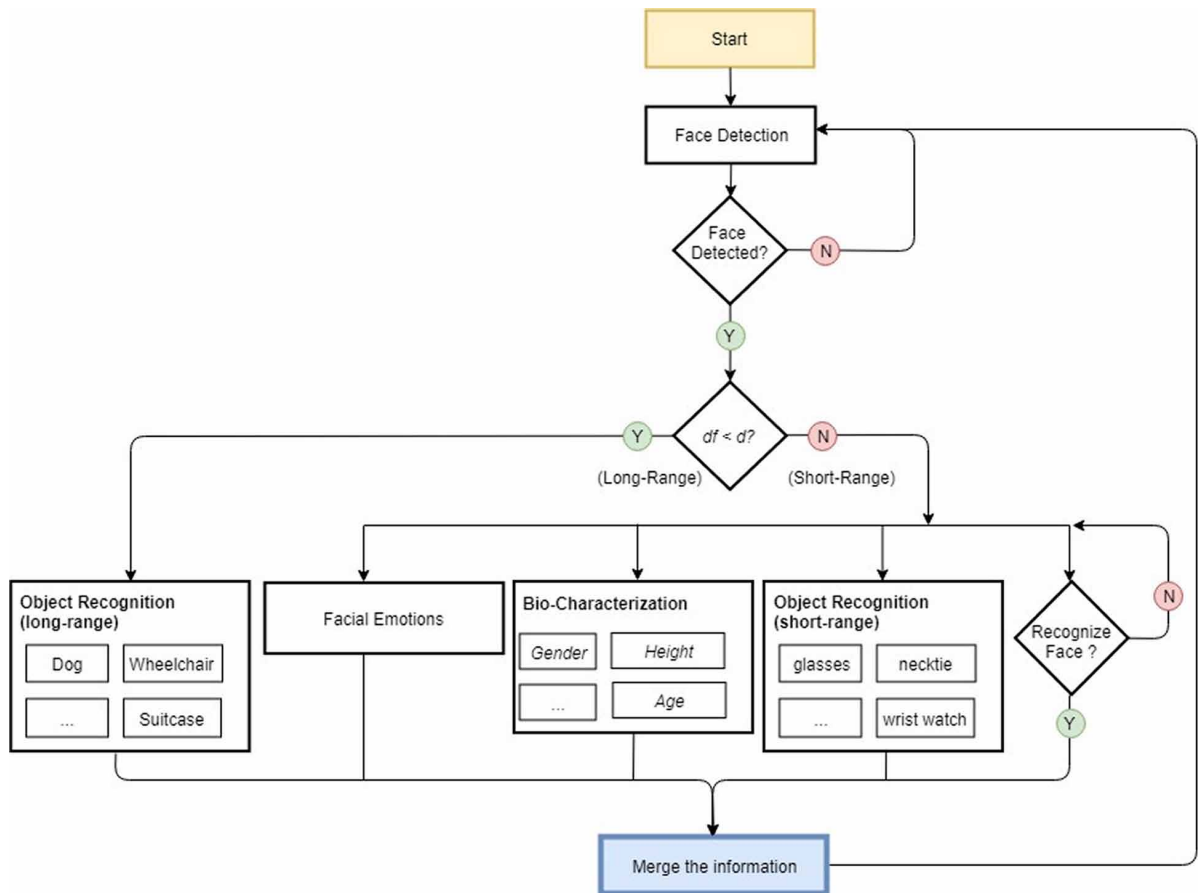 Start
Face Detection
Face
Detected?
N
Y
df < d?
Y
N
(Long-Range)
(Short-Range)
Object Recognition
(long-range)
Dog
Wheelchair
...
Suitcase
Facial Emotions
Bio-Characterization
Gender
Height
...
Age
Object Recognition
(short-range)
glasses
necktie
...
wrist watch
Recognize
Face ?
N
Y
Merge the information